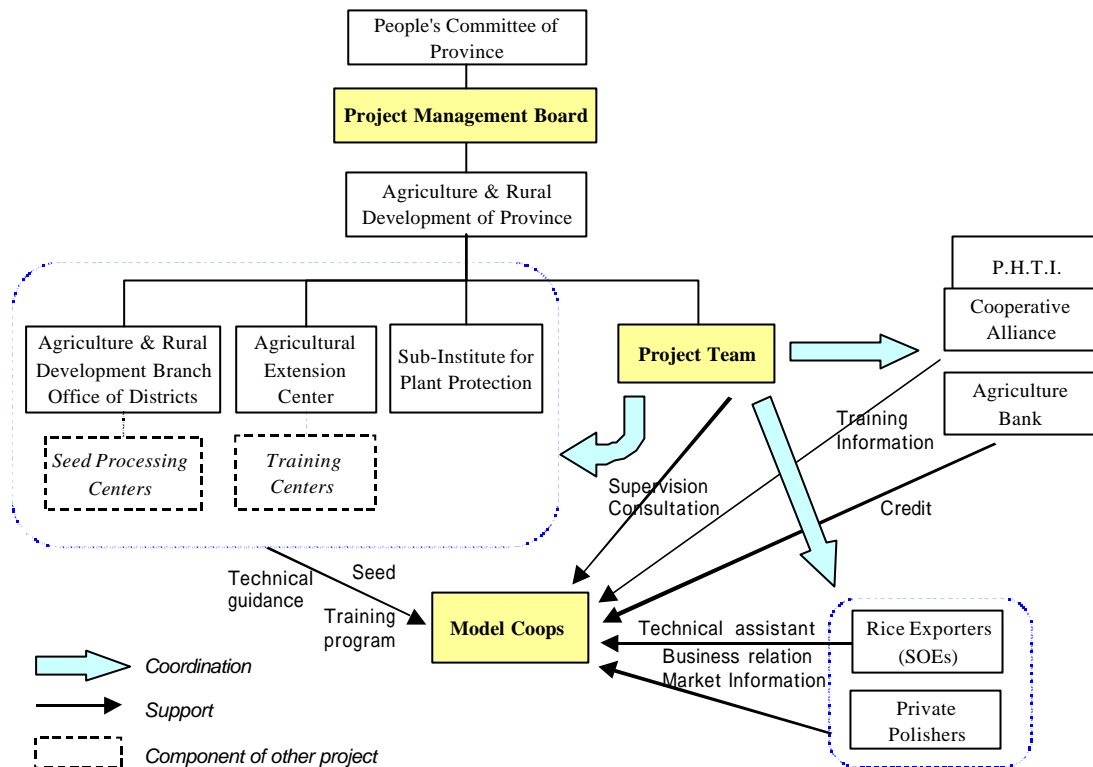 People's Committee of
Province
Project Management Board
Agriculture & Rural
Development of Province
P.H.T.I.
Cooperative
Alliance
Agriculture
Bank
Agriculture & Rural
Development Branch
Office of Districts
Agricultural
Extension
Center
Sub-Institute for
Plant Protection
Project Team
Seed Processing
Centers
Training
Centers
Training
Information
Supervision
Consultation
Credit
Technical
guidance
Seed
Training
program
Model Coops
Technical assistant
Business relation
Market Information
Rice Exporters
(SOEs)
Private
Polishers
Coordination
Support
Component of other project